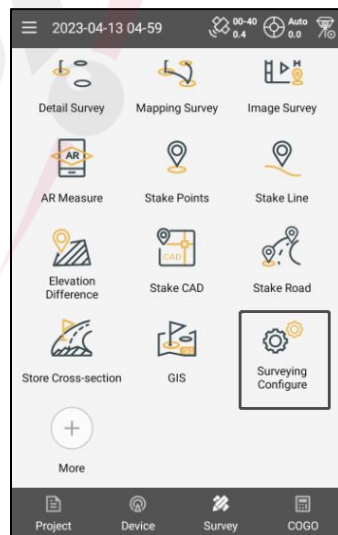 2023-04-13 04-59 00-40 0.4 Auto 0.0
Detail Survey Mapping Survey Image Survey
AR
AR Measure Stake Points Stake Line
CAD
Elevation Difference Stake CAD Stake Road
Store Cross-section GIS Surveying Configure
More
Project Device Survey COGO